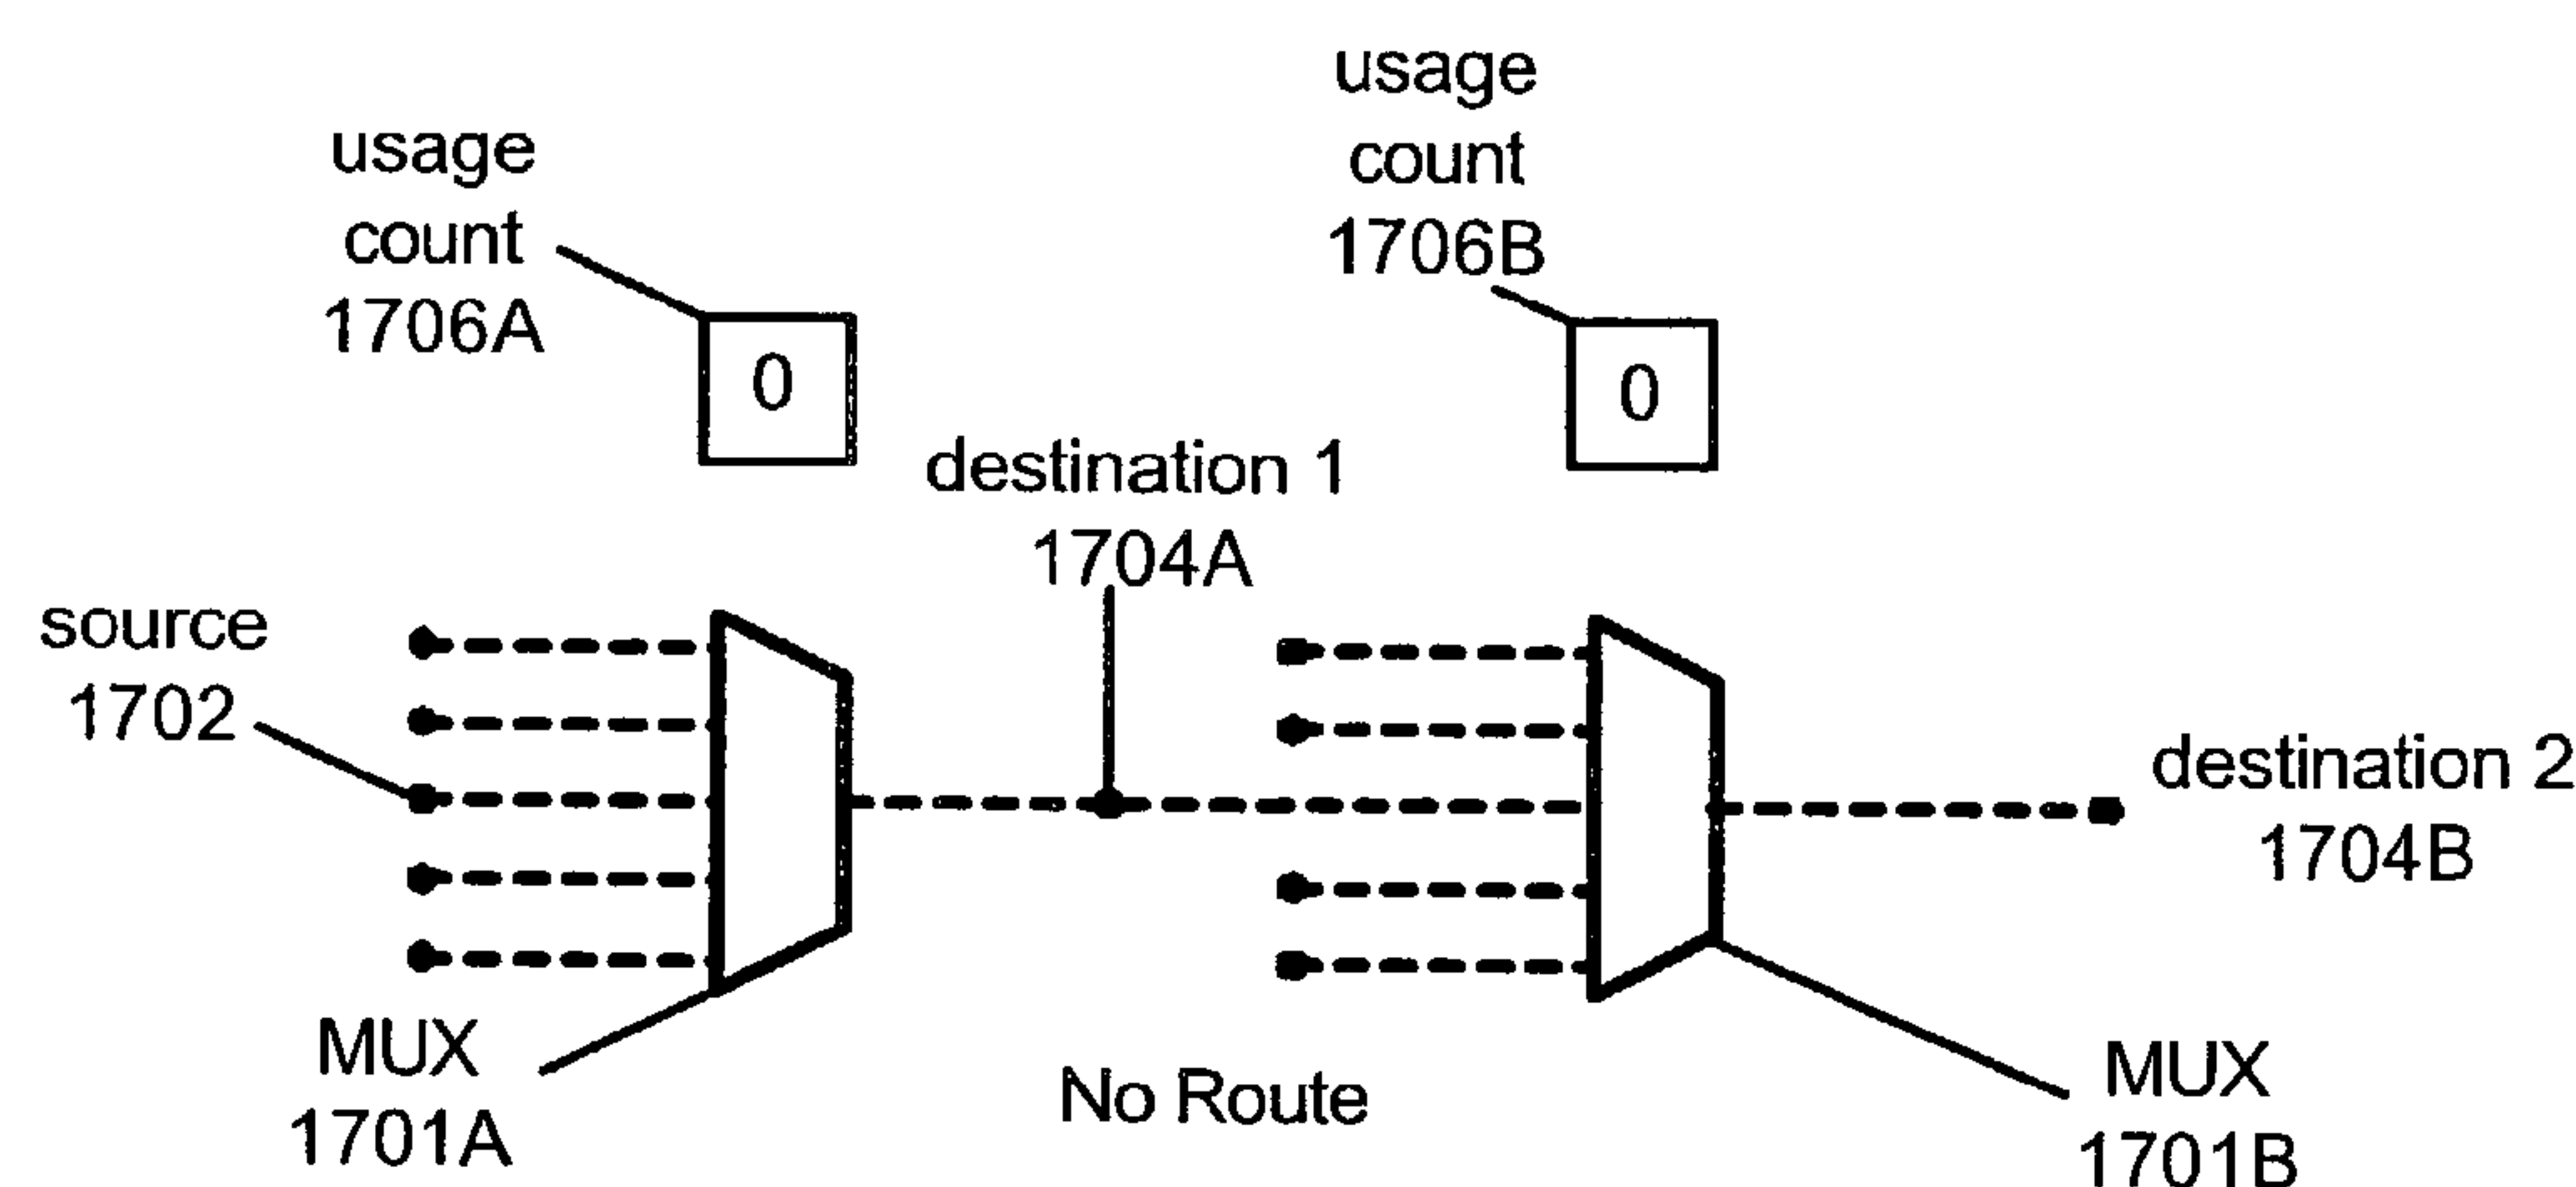 usage
count
1706A
0
usage
count
1706B
0
destination 1
1704A
source
1702
destination 2
1704B
MUX
1701A
No Route
MUX
1701B